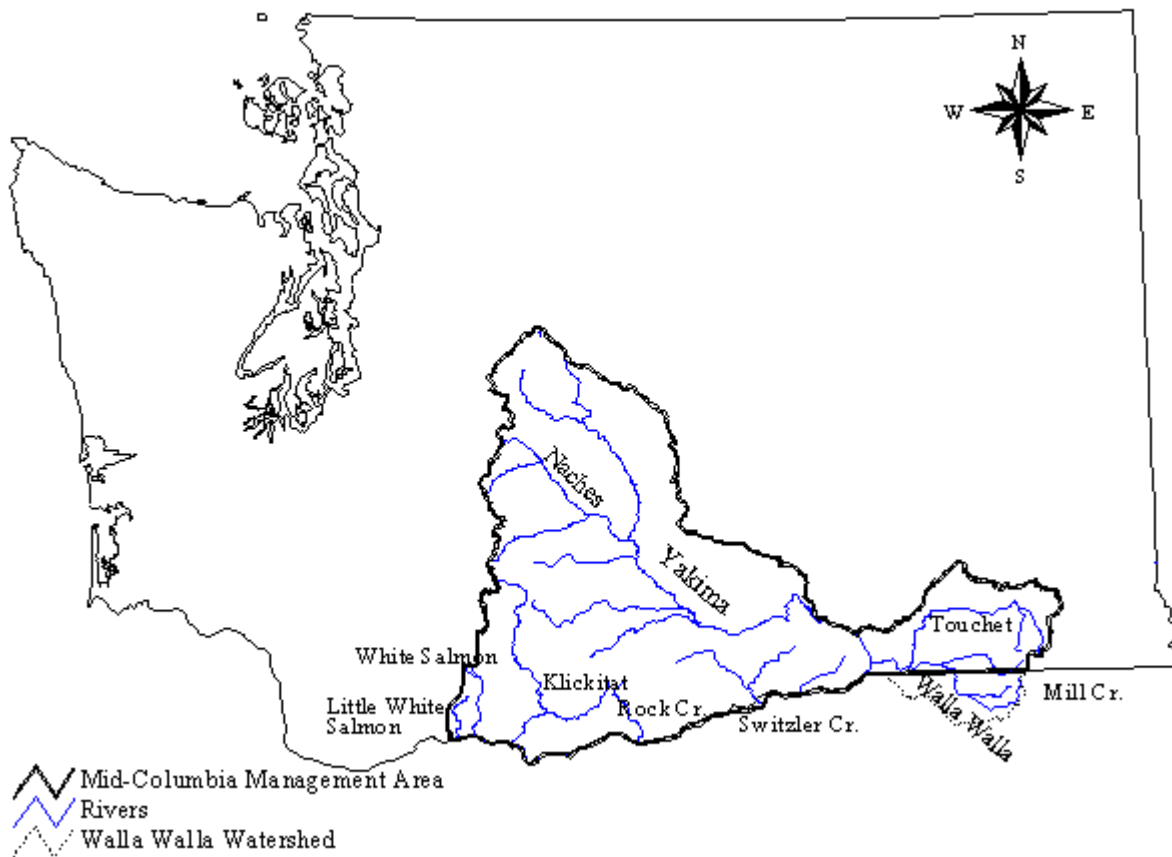 N
W
E
S
Naches
Yakima
Touchet
White Salmon
Klickitat
Little White
Salmon
Rock Cr.
Switzler Cr.
Walla Walla
Mill Cr.
Mid-Columbia Management Area
Rivers
Walla Walla Watershed